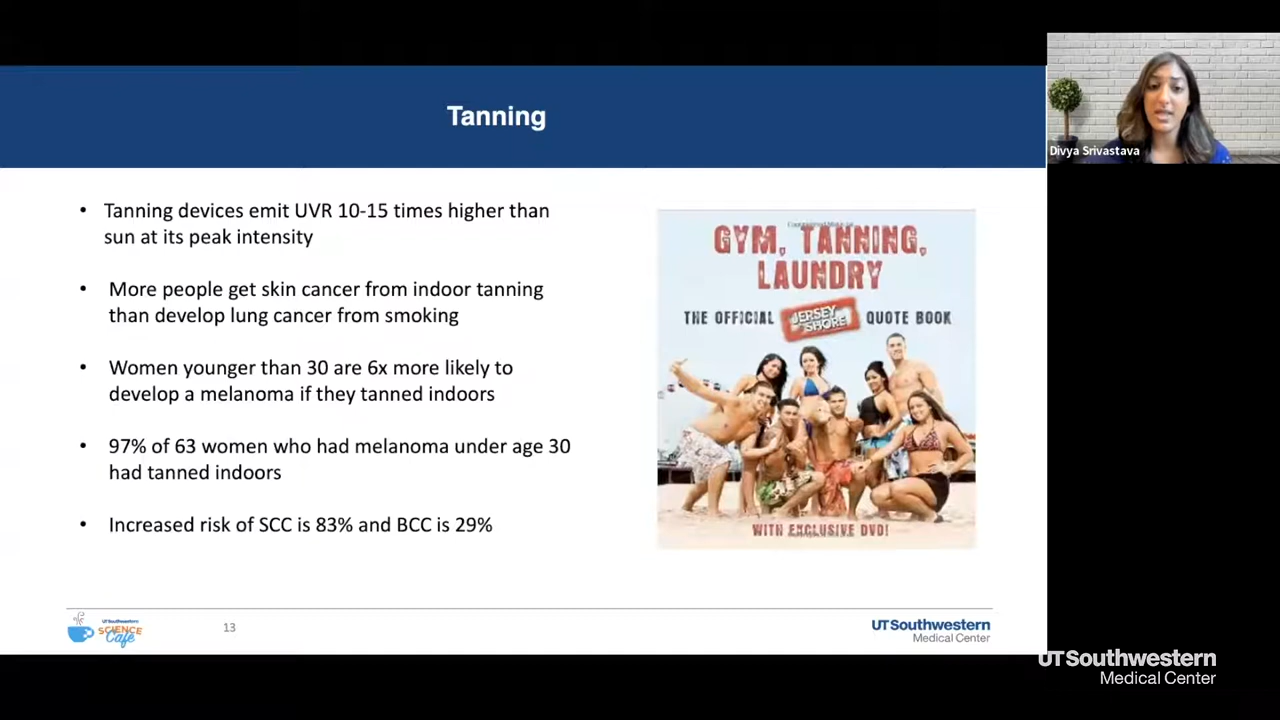 Tanning
Divya Srivastava
• Tanning devices emit UVR 10-15 times higher than
sun at its peak intensity
• More people get skin cancer from indoor tanning
than develop lung cancer from smoking
• Women younger than 30 are 6x more likely to
develop a melanoma if they tanned indoors
• 97% of 63 women who had melanoma under age 30
had tanned indoors
• Increased risk of SCC is 83% and BCC is 29%
GYM, TANNING,
LAUNDRY
THE OFFICIAL JERSEY SHORE QUOTE BOOK
WITH EXCLUSIVE DVD!
UT Southwestern
SCIENCE
Café
13
UTSouthwestern
Medical Center
UTSouthwestern
Medical Center